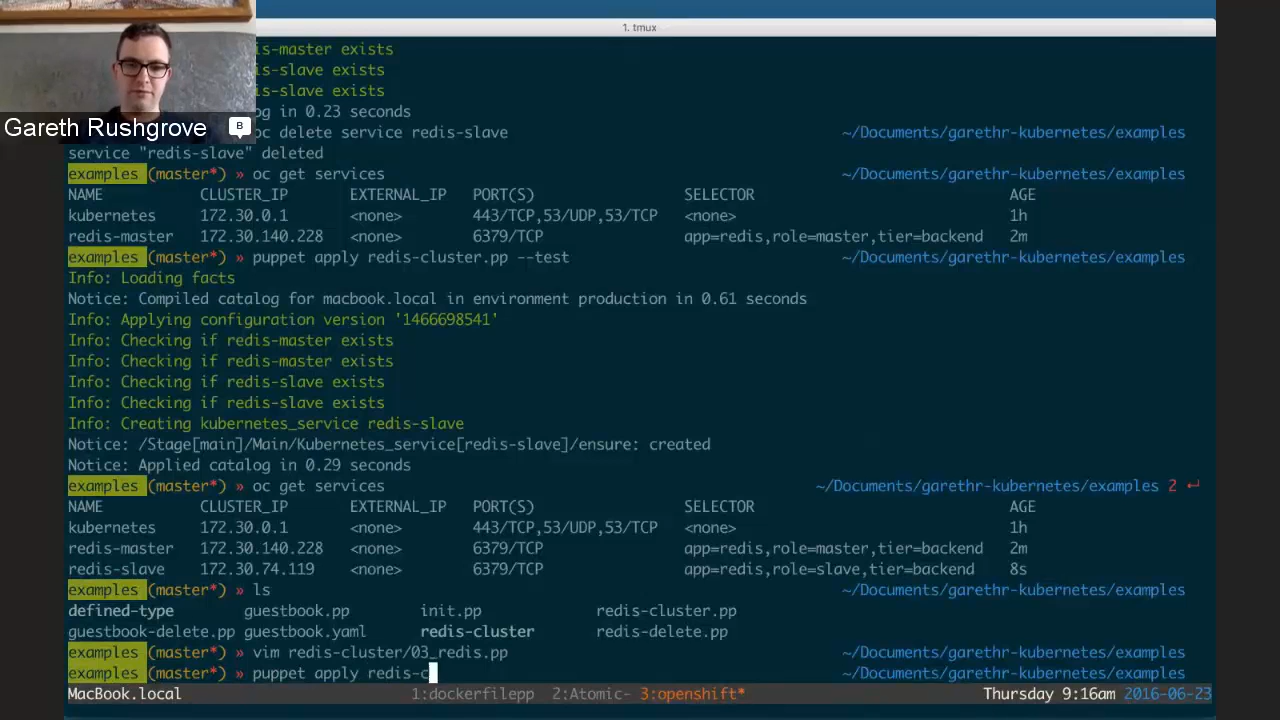 1. tmux
is-master exists
is-slave exists
is-slave exists
og in 0.23 seconds
Gareth Rushgrove B
oc delete service redis-slave ~/Documents/garethr-kubernetes/examples
service "redis-slave" deleted
examples (master*) » oc get services ~/Documents/garethr-kubernetes/examples
NAME CLUSTER_IP EXTERNAL_IP PORT(S) SELECTOR AGE
kubernetes 172.30.0.1 <none> 443/TCP,53/UDP,53/TCP <none> 1h
redis-master 172.30.140.228 <none> 6379/TCP app=redis,role=master,tier=backend 2m
examples (master*) » puppet apply redis-cluster.pp --test ~/Documents/garethr-kubernetes/examples
Info: Loading facts
Notice: Compiled catalog for macbook.local in environment production in 0.61 seconds
Info: Applying configuration version '1466698541'
Info: Checking if redis-master exists
Info: Checking if redis-master exists
Info: Checking if redis-slave exists
Info: Checking if redis-slave exists
Info: Creating kubernetes_service redis-slave
Notice: /Stage[main]/Main/Kubernetes_service[redis-slave]/ensure: created
Notice: Applied catalog in 0.29 seconds
examples (master*) » oc get services ~/Documents/garethr-kubernetes/examples 2 ↵
NAME CLUSTER_IP EXTERNAL_IP PORT(S) SELECTOR AGE
kubernetes 172.30.0.1 <none> 443/TCP,53/UDP,53/TCP <none> 1h
redis-master 172.30.140.228 <none> 6379/TCP app=redis,role=master,tier=backend 2m
redis-slave 172.30.74.119 <none> 6379/TCP app=redis,role=slave,tier=backend 8s
examples (master*) » ls ~/Documents/garethr-kubernetes/examples
defined-type guestbook.pp init.pp redis-cluster.pp
guestbook-delete.pp guestbook.yaml redis-cluster redis-delete.pp
examples (master*) » vim redis-cluster/03_redis.pp ~/Documents/garethr-kubernetes/examples
examples (master*) » puppet apply redis-c ~/Documents/garethr-kubernetes/examples
MacBook.local 1:dockerfilepp 2:Atomic- 3:openshift* Thursday 9:16am 2016-06-23